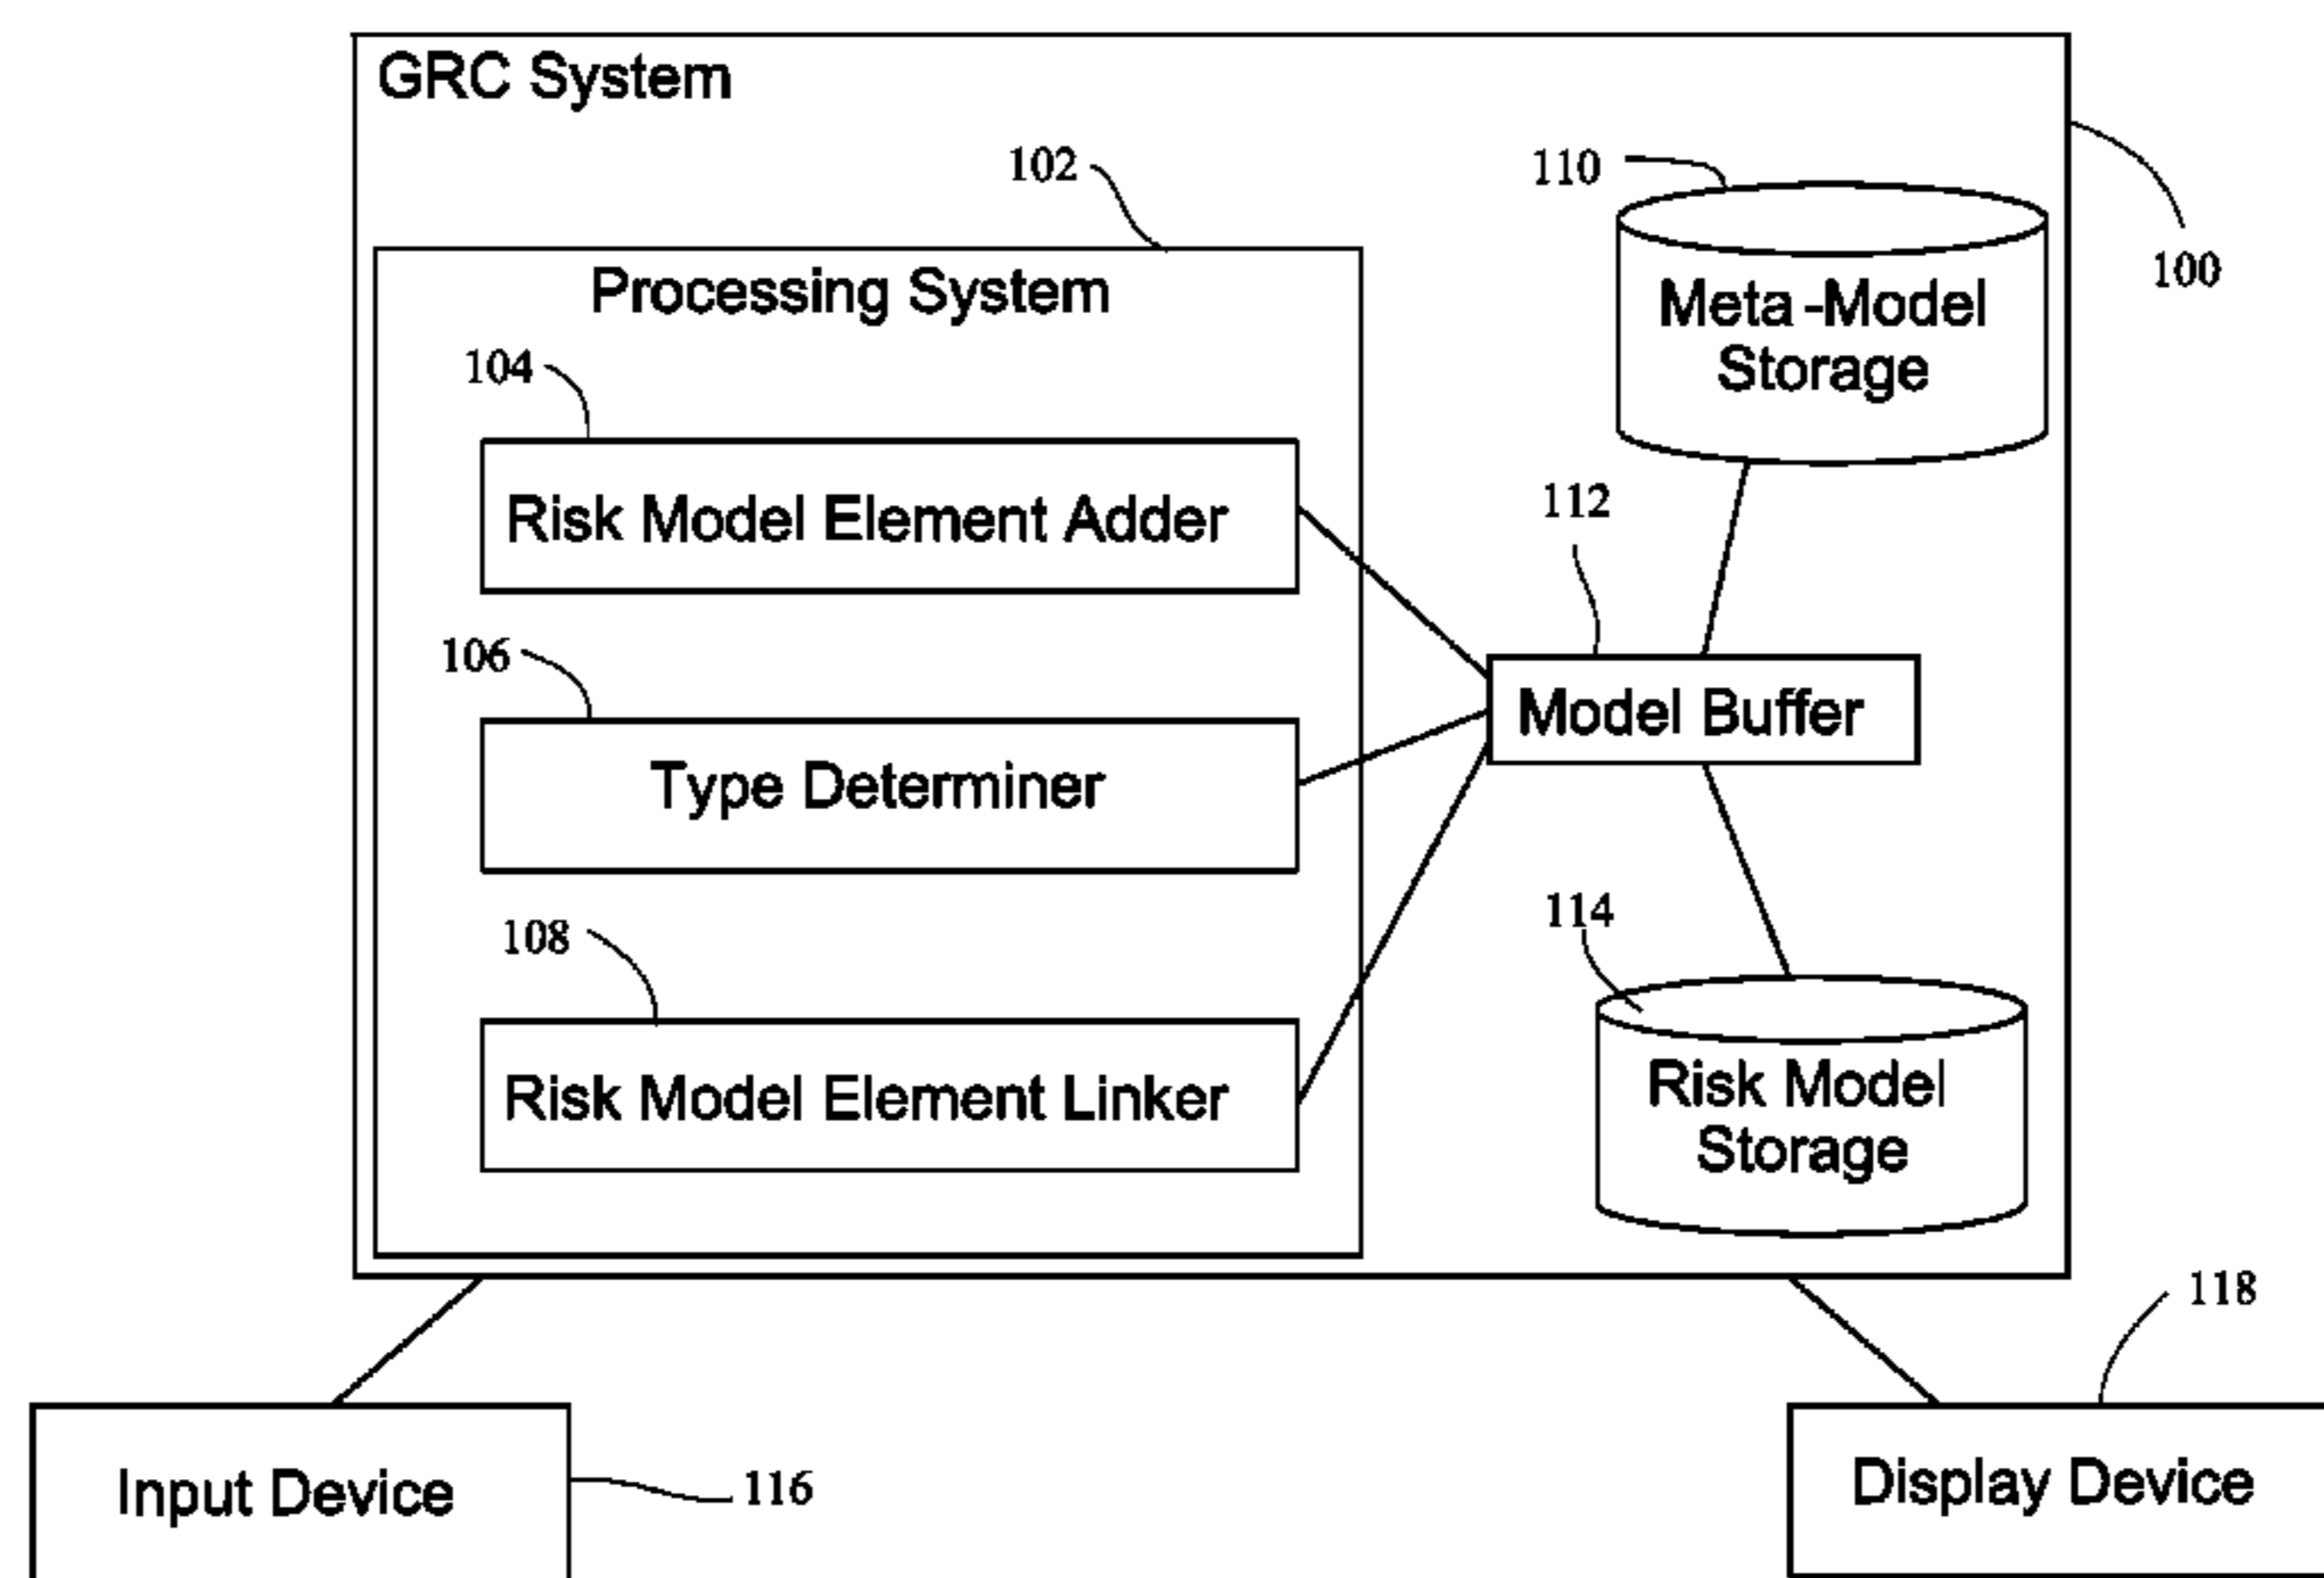 GRC System
102
110
100
Processing System
Meta-Model
Storage
104
Risk Model Element Adder
112
106
Model Buffer
Type Determiner
114
108
Risk Model
Storage
Risk Model Element Linker
118
Input Device
116
Display Device